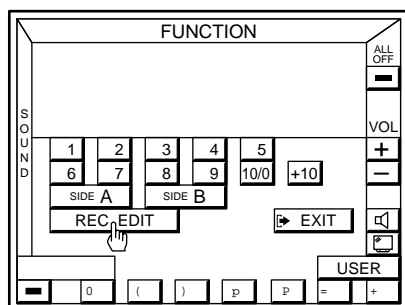 FUNCTION
ALL
OFF
SOUND
VOL
1 2 3 4 5
+
6 7 8 9 10/0 +10
−
SIDE A SIDE B
REC EDIT EXIT
USER
0 ( ) p P = +